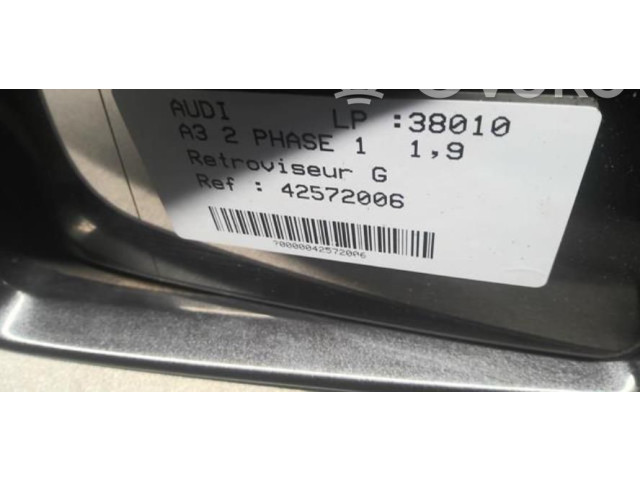 AUDI LP :38010
A3 2 PHASE 1 1,9
Retroviseur G
Ref : 42572006